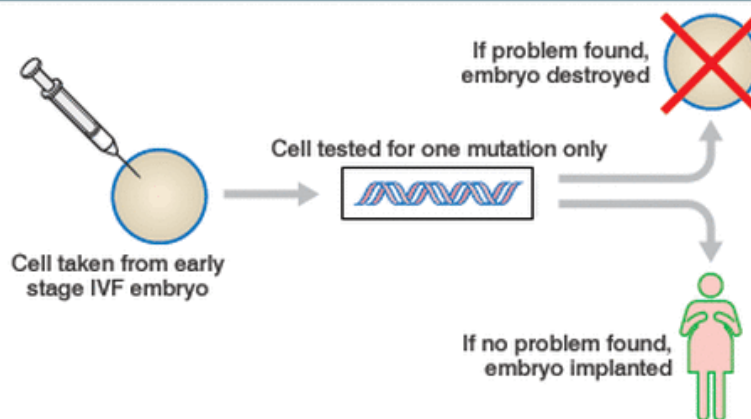 If problem found,
embryo destroyed
Cell tested for one mutation only
Cell taken from early
stage IVF embryo
If no problem found,
embryo implanted